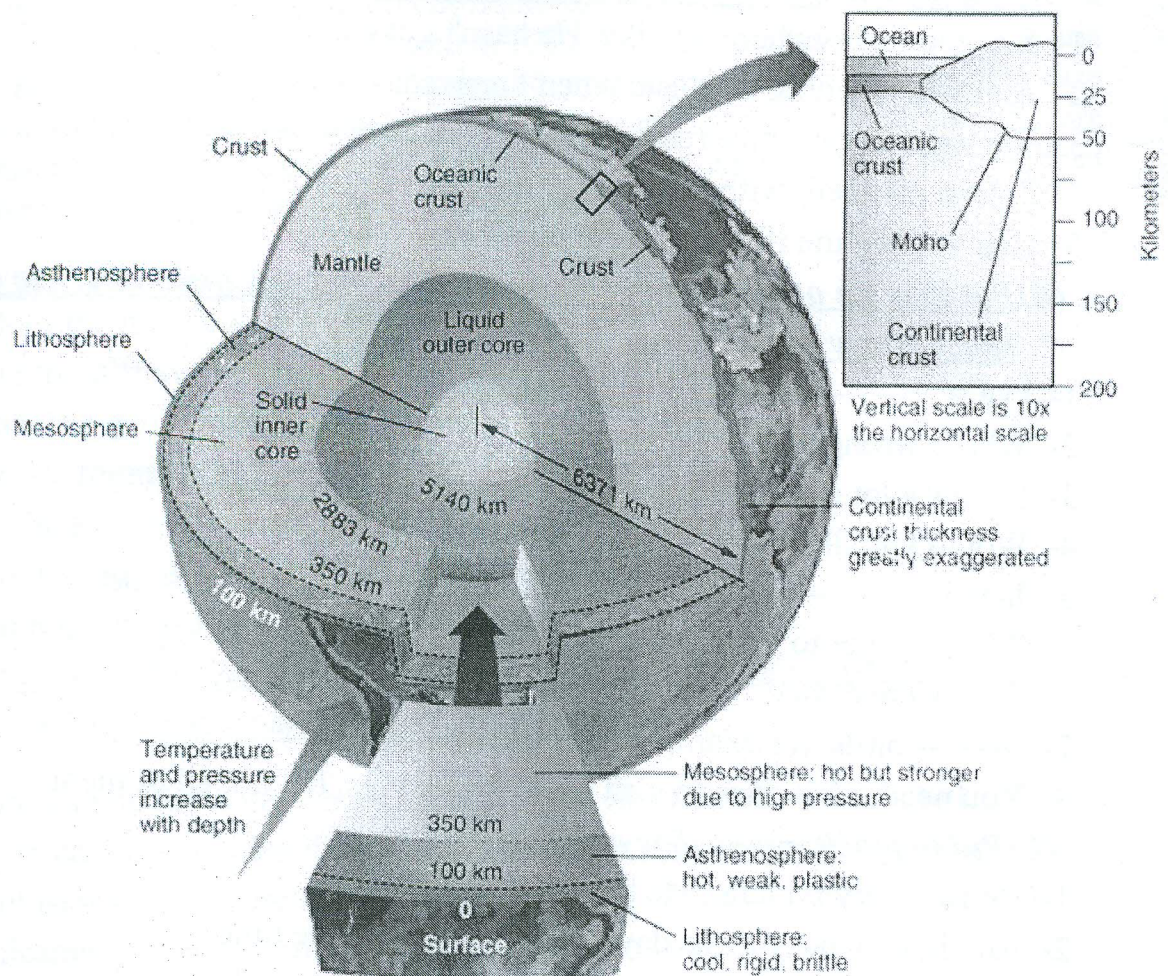 Ocean
0
25
50
100
150
200
Kilometers
Oceanic
crust
Moho
Continental
crust
Vertical scale is 10x
the horizontal scale
Crust
Oceanic
crust
Mantle
Crust
Asthenosphere
Lithosphere
Mesosphere
Liquid
outer core
Solid
inner
core
5140 km
6371 km
2883 km
350 km
100 km
Continental
crust thickness
greatly exaggerated
Temperature
and pressure
increase
with depth
Mesosphere: hot but stronger
due to high pressure
350 km
Asthenosphere:
hot, weak, plastic
100 km
0
Surface
Lithosphere:
cool, rigid, brittle